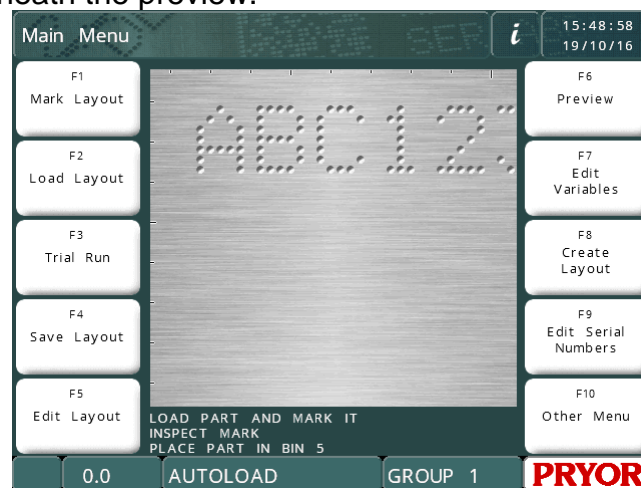 neath the preview.
Main Menu
i
15:48:58
19/10/16
F1
Mark Layout
F2
Load Layout
F3
Trial Run
F4
Save Layout
F5
Edit Layout
ABC12
F6
Preview
F7
Edit
Variables
F8
Create
Layout
F9
Edit Serial
Numbers
F10
Other Menu
LOAD PART AND MARK IT
INSPECT MARK
PLACE PART IN BIN 5
0.0
AUTOLOAD
GROUP 1
PRYOR